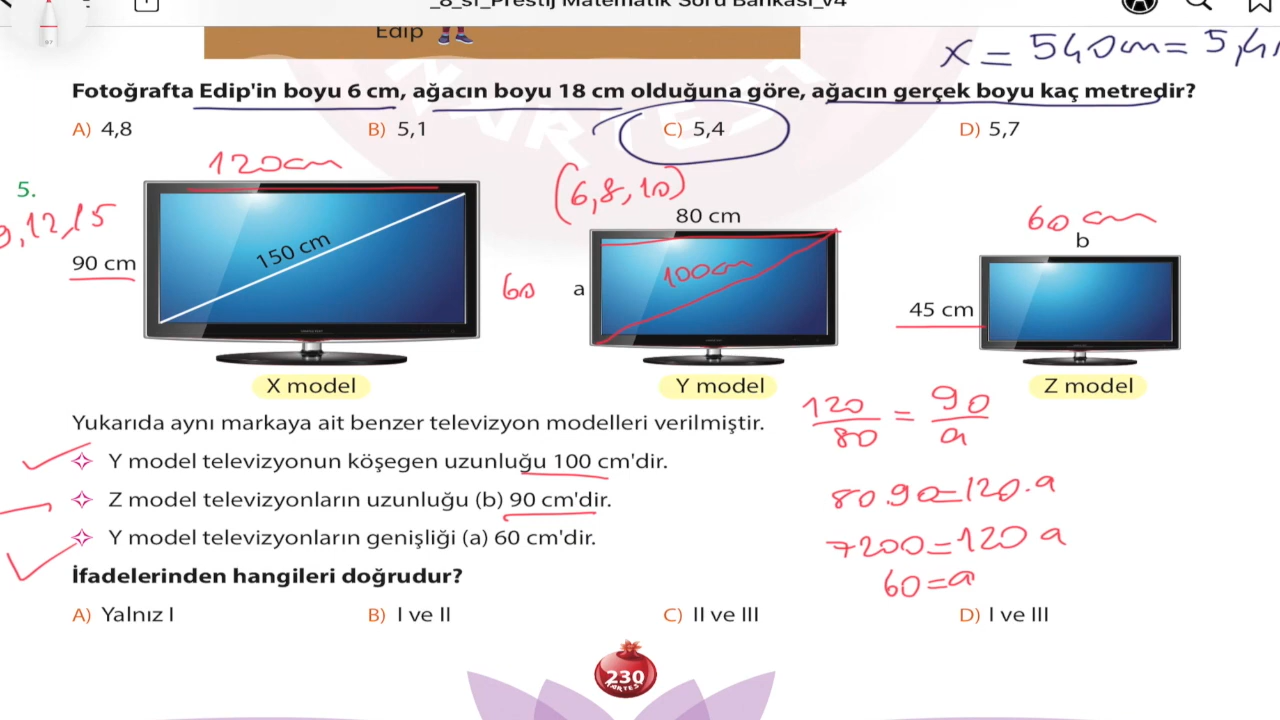 _8_sf_Prestij Matematik Soru Bankası_v4
Edip
x = 540cm = 5,4
Fotoğrafta Edip'in boyu 6 cm, ağacın boyu 18 cm olduğuna göre, ağacın gerçek boyu kaç metredir?
A) 4,8 B) 5,1 C) 5,4 D) 5,7
5.
120cm
9,12,15
90 cm
150 cm
X model
(6,8,10)
80 cm
60 a
100cm
Y model
60 cm
b
45 cm
Z model
Yukarıda aynı markaya ait benzer televizyon modelleri verilmiştir.
Y model televizyonun köşegen uzunluğu 100 cm'dir.
Z model televizyonların uzunluğu (b) 90 cm'dir.
Y model televizyonların genişliği (a) 60 cm'dir.
120/80 = 90/a
80.90=120.a
7200=120a
60=a
İfadelerinden hangileri doğrudur?
A) Yalnız I B) I ve II C) II ve III D) I ve III
230
NARTEST